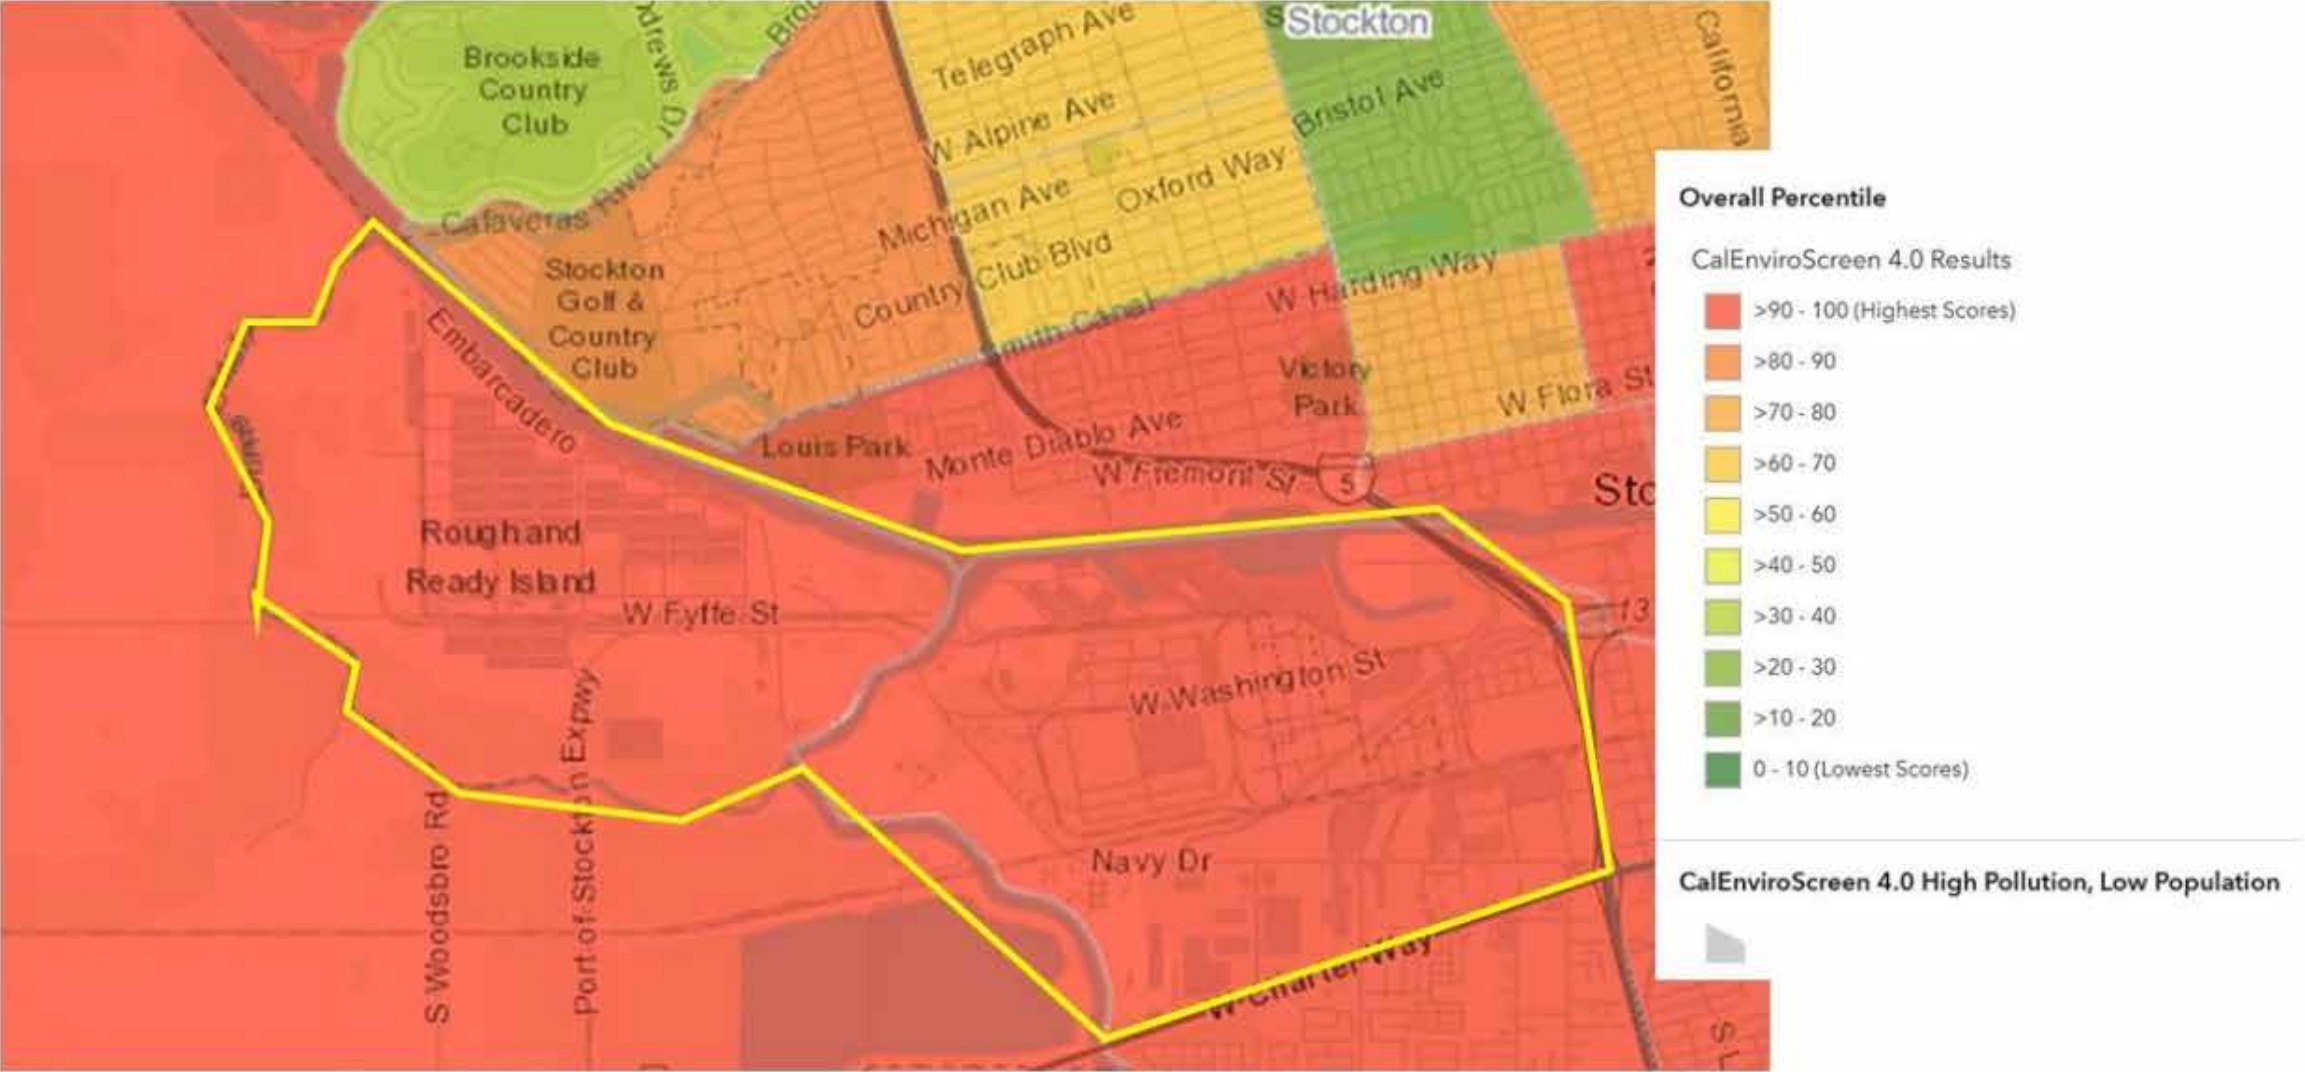 Stockton
Brookside
Country
Club
Telegraph Ave
Bristol Ave
California
W Alpine Ave
Oxford Way
Michigan Ave
Calaveras River
Country Club Blvd
W Harding Way
Stockton
Golf &
Country
Club
Embarcadero
Victory
Park
W Flora St
Louis Park
Monte Diablo Ave
W Fremont St
5
Rough and
Ready Island
W Fyffe St
13
W Washington St
Port of Stockton Expwy
S Woodsbro Rd
Navy Dr
W Charter Way
Overall Percentile
CalEnviroScreen 4.0 Results
>90 - 100 (Highest Scores)
>80 - 90
>70 - 80
>60 - 70
>50 - 60
>40 - 50
>30 - 40
>20 - 30
>10 - 20
0 - 10 (Lowest Scores)
CalEnviroScreen 4.0 High Pollution, Low Population